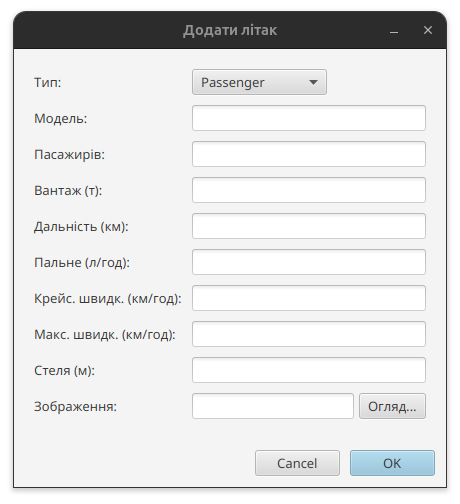 Додати літак
Тип: Passenger
Модель:
Пасажирів:
Вантаж (т):
Дальність (км):
Пальне (л/год):
Крейс. швидк. (км/год):
Макс. швидк. (км/год):
Стеля (м):
Зображення: Огляд...
Cancel OK